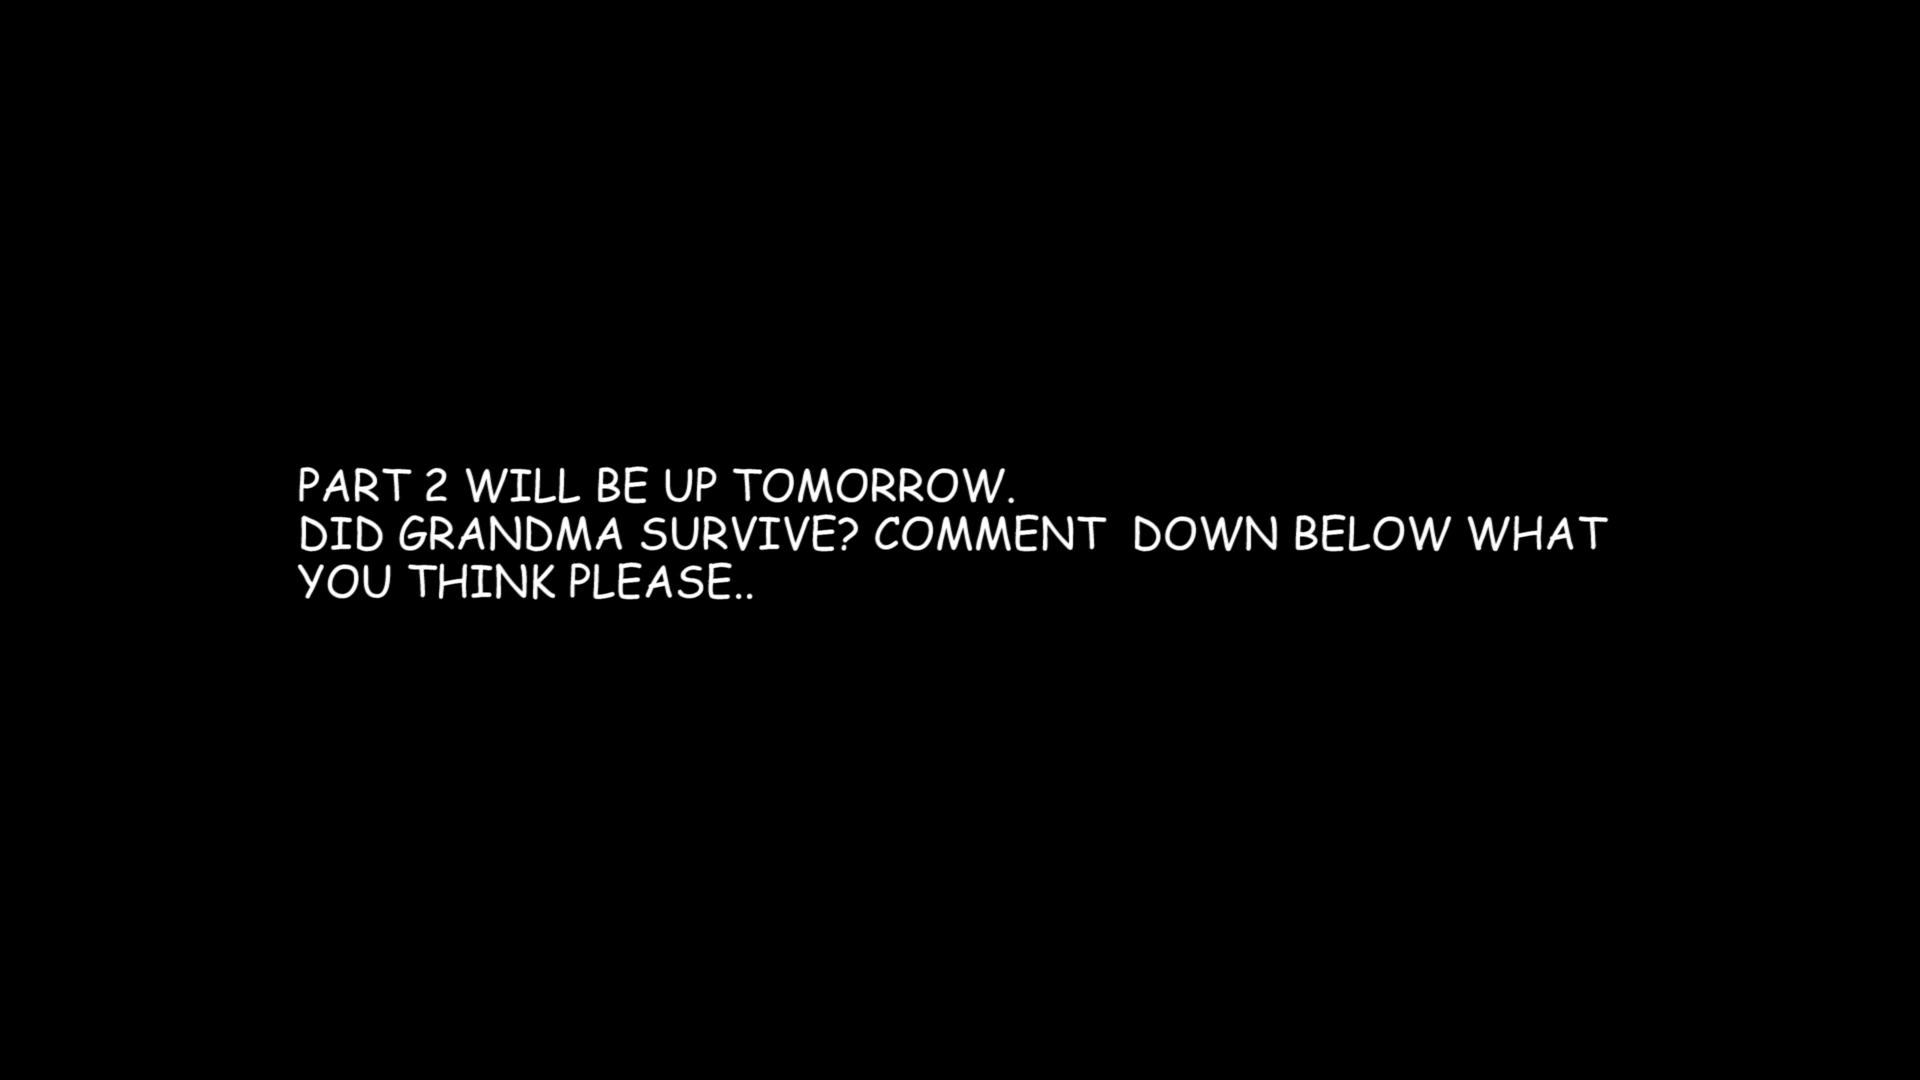 PART 2 WILL BE UP TOMORROW.
DID GRANDMA SURVIVE? COMMENT  DOWN BELOW WHAT
YOU THINK PLEASE..